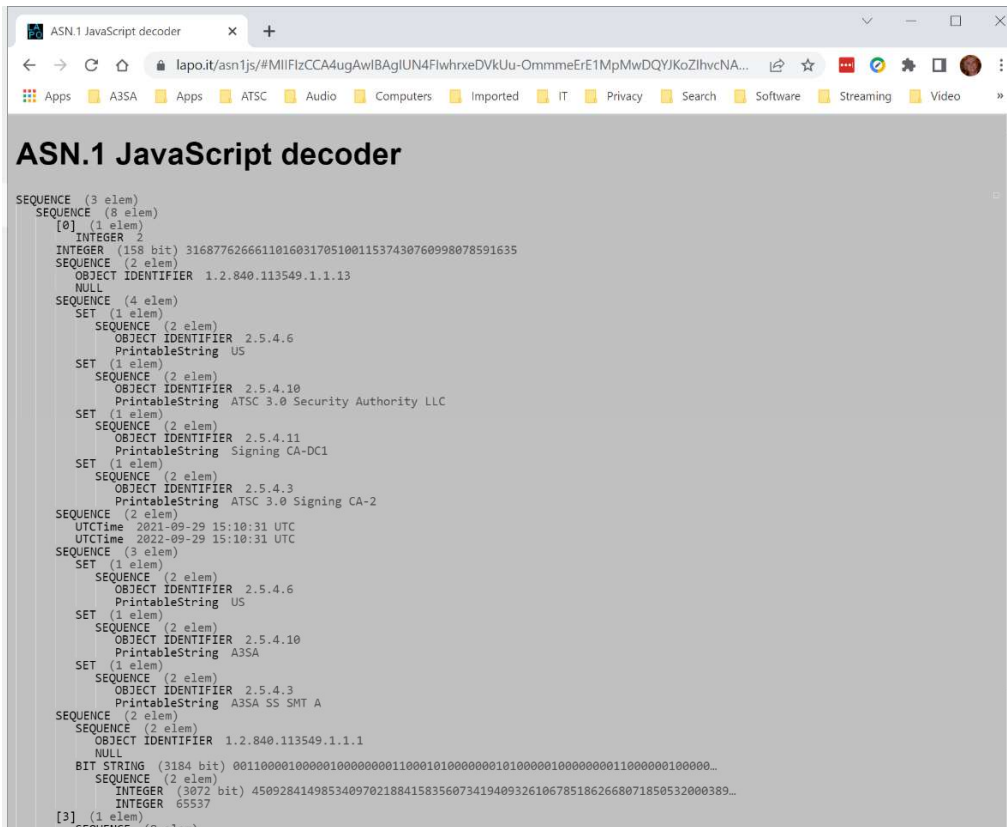 ASN.1 JavaScript decoder
lapo.it/asn1js/#MIIFIzCCA4ugAwIBAgIUN4FIwhrxeDVkUu-OmmmeErE1MpMwDQYJKoZIhvcNA...
Apps A3SA Apps ATSC Audio Computers Imported IT Privacy Search Software Streaming Video »
ASN.1 JavaScript decoder
SEQUENCE (3 elem)
SEQUENCE (8 elem)
[0] (1 elem)
INTEGER 2
INTEGER (158 bit) 316877626661101603170510011537430760998078591635
SEQUENCE (2 elem)
OBJECT IDENTIFIER 1.2.840.113549.1.1.13
NULL
SEQUENCE (4 elem)
SET (1 elem)
SEQUENCE (2 elem)
OBJECT IDENTIFIER 2.5.4.6
PrintableString US
SET (1 elem)
SEQUENCE (2 elem)
OBJECT IDENTIFIER 2.5.4.10
PrintableString ATSC 3.0 Security Authority LLC
SET (1 elem)
SEQUENCE (2 elem)
OBJECT IDENTIFIER 2.5.4.11
PrintableString Signing CA-DC1
SET (1 elem)
SEQUENCE (2 elem)
OBJECT IDENTIFIER 2.5.4.3
PrintableString ATSC 3.0 Signing CA-2
SEQUENCE (2 elem)
UTCTime 2021-09-29 15:10:31 UTC
UTCTime 2022-09-29 15:10:31 UTC
SEQUENCE (3 elem)
SET (1 elem)
SEQUENCE (2 elem)
OBJECT IDENTIFIER 2.5.4.6
PrintableString US
SET (1 elem)
SEQUENCE (2 elem)
OBJECT IDENTIFIER 2.5.4.10
PrintableString A3SA
SET (1 elem)
SEQUENCE (2 elem)
OBJECT IDENTIFIER 2.5.4.3
PrintableString A3SA SS SMT A
SEQUENCE (2 elem)
SEQUENCE (2 elem)
OBJECT IDENTIFIER 1.2.840.113549.1.1.1
NULL
BIT STRING (3184 bit)
SEQUENCE (2 elem)
INTEGER (3072 bit) 450928414985340970218841583560734194093261067851862668071850532000389…
INTEGER 65537
[3] (1 elem)